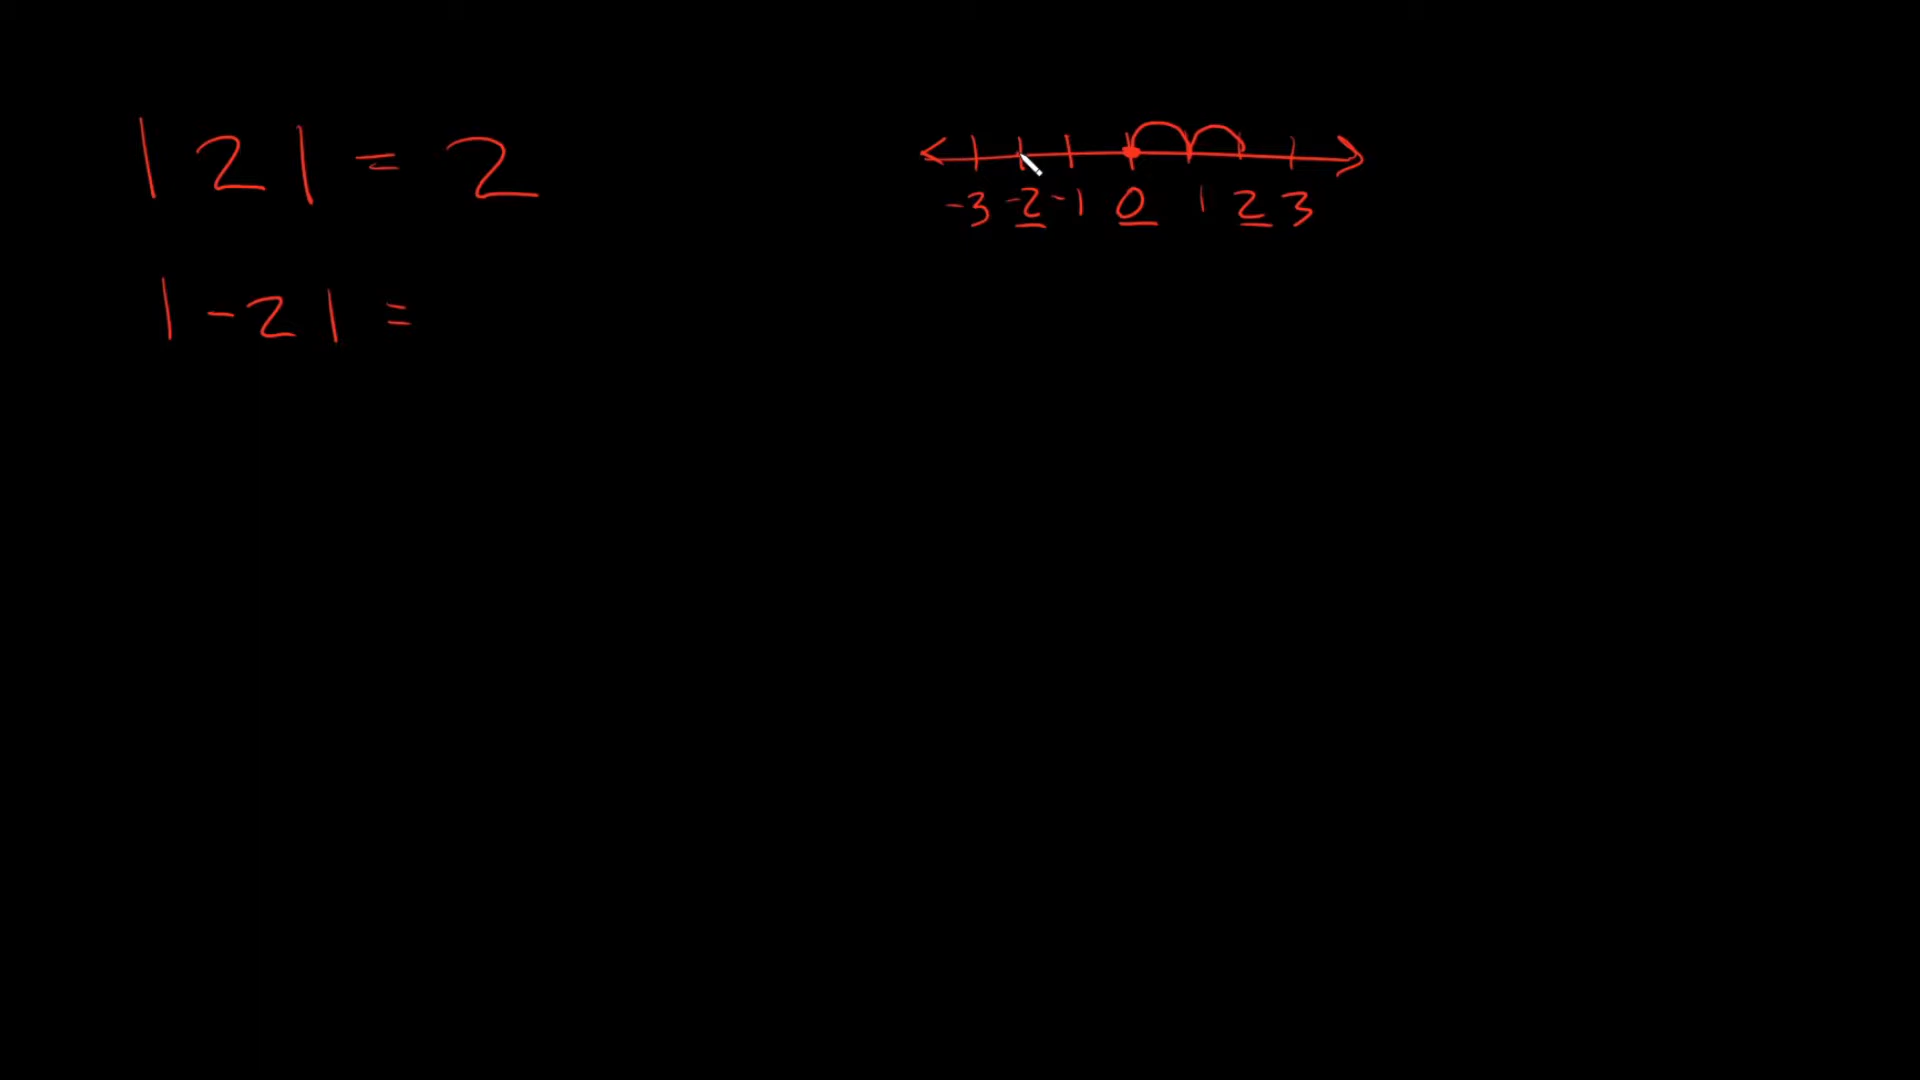 |2| = 2
-3 -2 -1 0 1 2 3
|-2| =